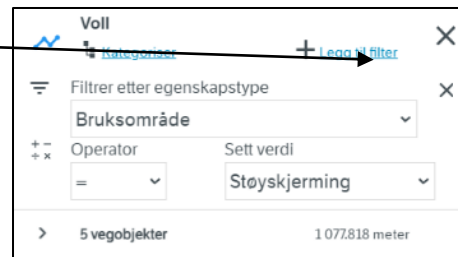 Voll
Kategoriser
Legg til filter
Filtrer etter egenskapstype
Bruksområde
Operator
Sett verdi
=
Støyskjerming
5 vegobjekter
1 077.818 meter